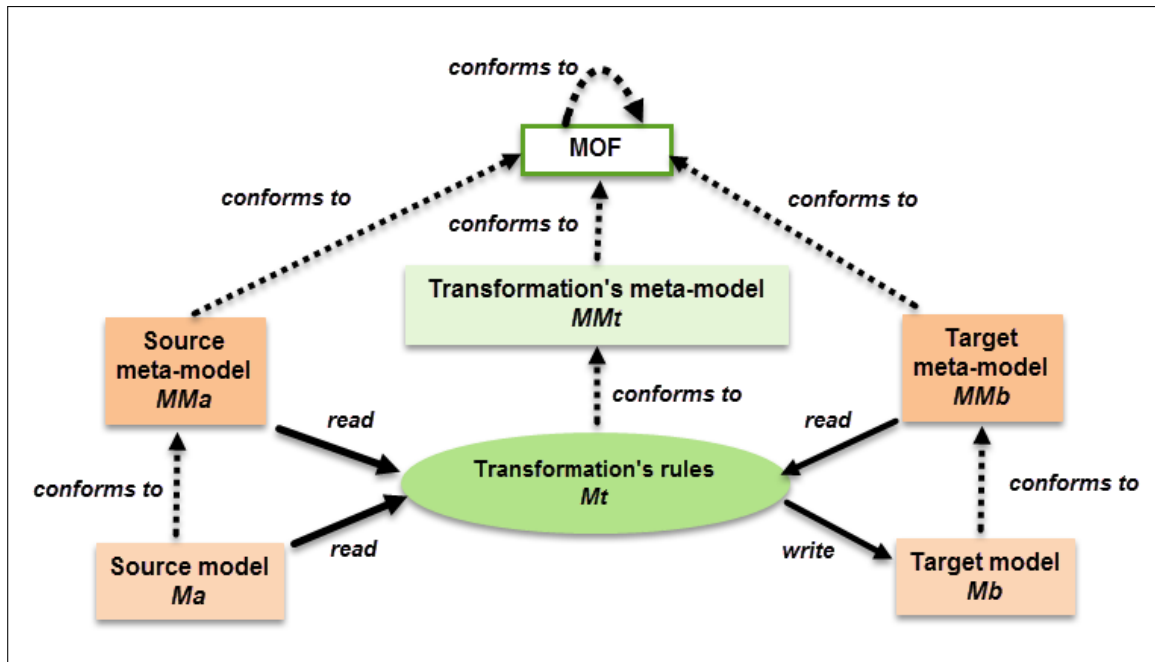 conforms to
MOF
conforms to
conforms to
conforms to
Transformation's meta-model
MMt
Source
meta-model
MMa
Target
meta-model
MMb
conforms to
read
read
Transformation's rules
Mt
conforms to
conforms to
read
write
Source model
Ma
Target model
Mb